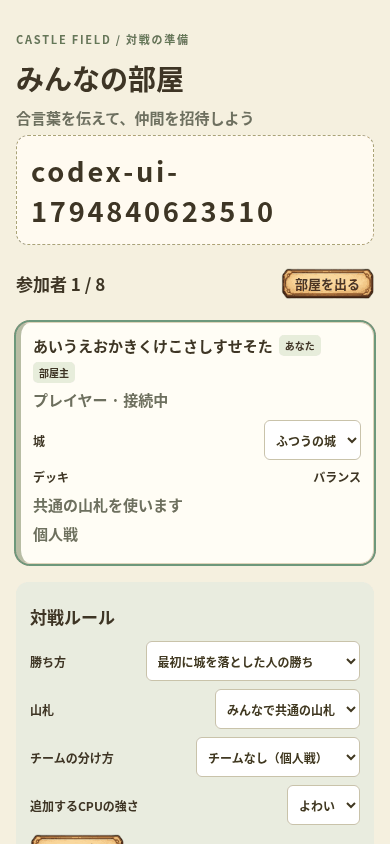 CASTLE FIELD / 対戦の準備
みんなの部屋
合言葉を伝えて、仲間を招待しよう
codex-ui-
1794840623510
参加者 1 / 8
部屋を出る
あいうえおかきくけこさしすせそた あなた
部屋主
プレイヤー・接続中
城 ふつうの城
デッキ バランス
共通の山札を使います
個人戦
対戦ルール
勝ち方 最初に城を落とした人の勝ち
山札 みんなで共通の山札
チームの分け方 チームなし（個人戦）
追加するCPUの強さ よわい